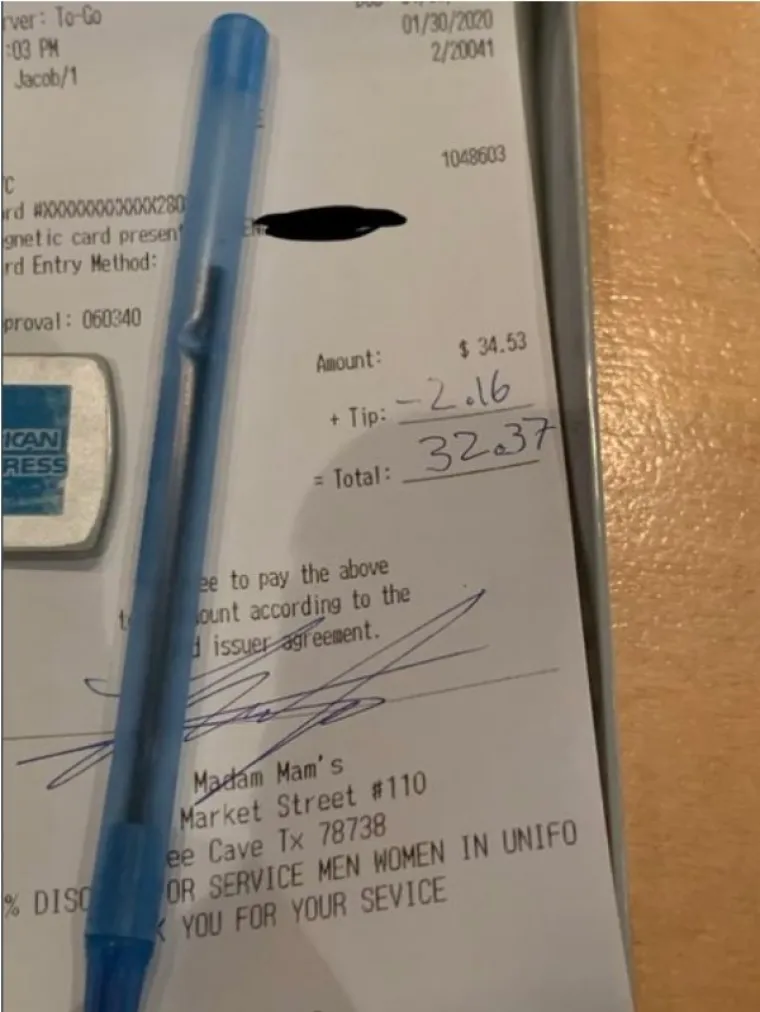 rver: To-Go
01/30/2020
:03 PM
2/20041
Jacob/1
E
1048603
C
rd #XXXXXXXXXXXX280
gnetic card present
EN
rd Entry Method:
proval: 060340
Amount: $ 34.53
+ Tip: -2.16
= Total: 32.37
ICAN
RESS
ee to pay the above
t ount according to the
d issuer agreement.
Madam Mam's
Market Street #110
ee Cave Tx 78738
% DISC OR SERVICE MEN WOMEN IN UNIFO
K YOU FOR YOUR SEVICE